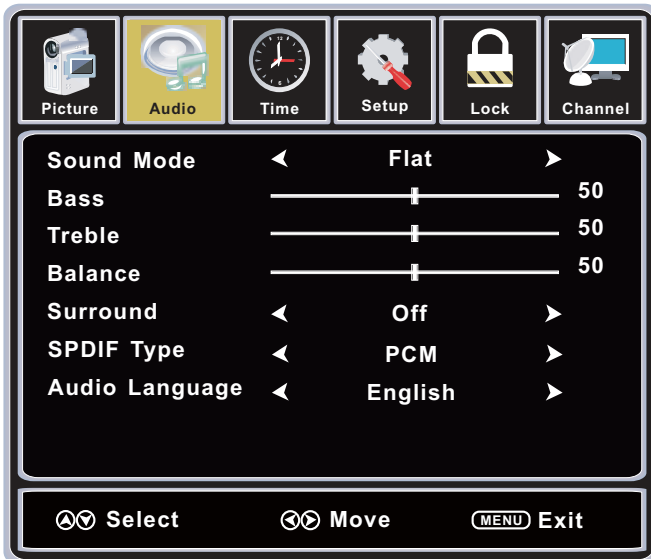 Picture Audio Time Setup Lock Channel
Sound Mode Flat
Bass 50
Treble 50
Balance 50
Surround Off
SPDIF Type PCM
Audio Language English
Select Move MENU Exit